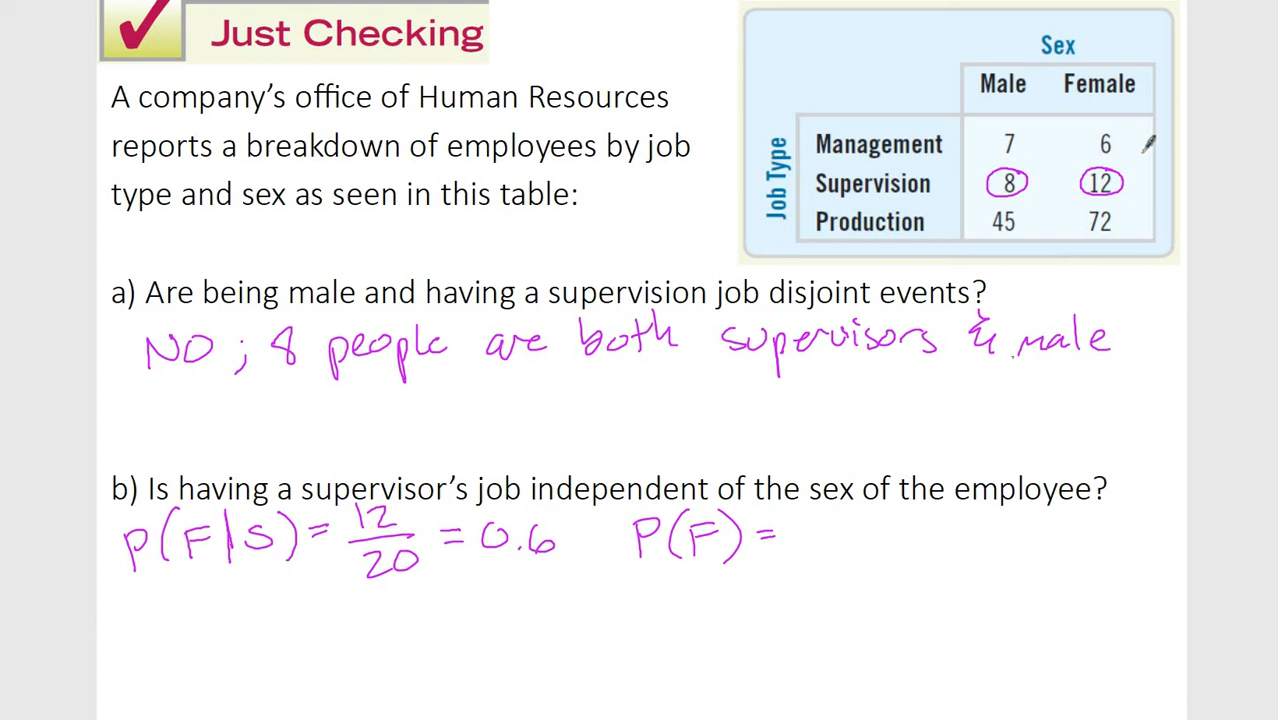 Just Checking
A company’s office of Human Resources
reports a breakdown of employees by job
type and sex as seen in this table:
Sex
Male Female
Job Type
Management 7 6
Supervision 8 12
Production 45 72
a) Are being male and having a supervision job disjoint events?
NO; 8 people are both supervisors & male
b) Is having a supervisor’s job independent of the sex of the employee?
P(F|S) = 12/20 = 0.6 P(F) =